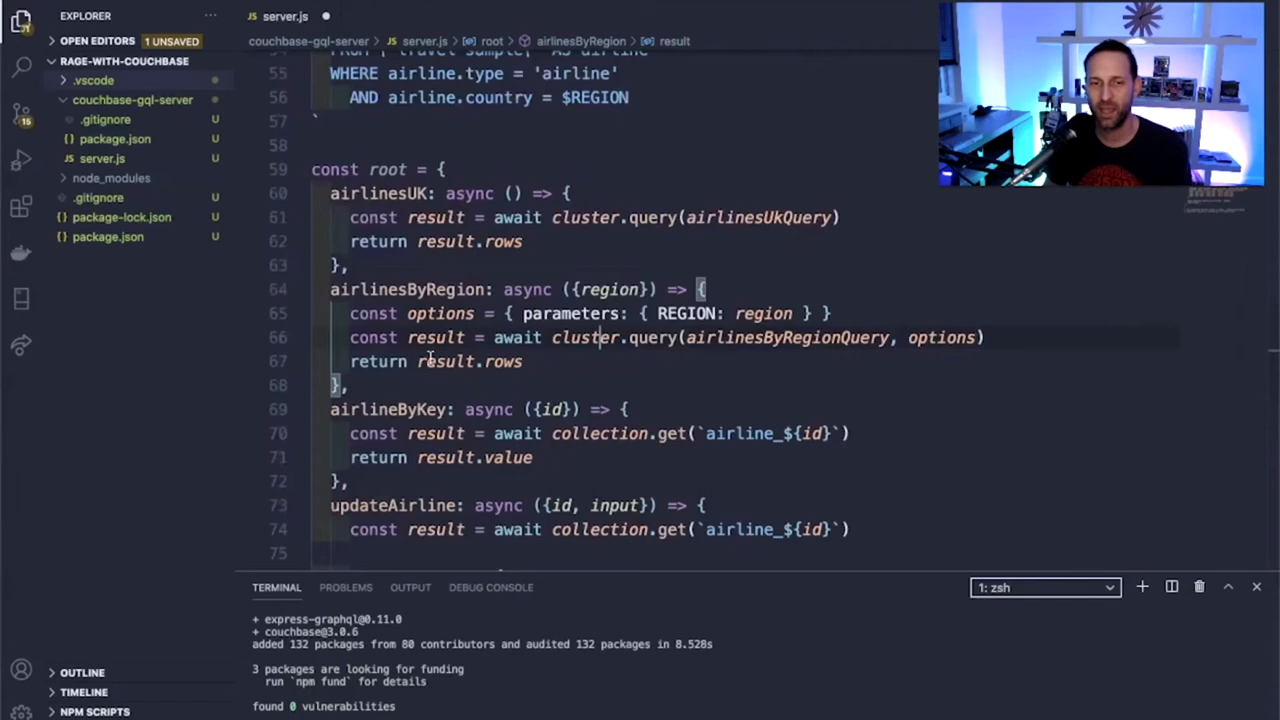 EXPLORER
OPEN EDITORS 1 UNSAVED
RAGE-WITH-COUCHBASE
.vscode
couchbase-gql-server
.gitignore U
{} package.json U
JS server.js U
node_modules
.gitignore U
{} package-lock.json U
{} package.json U
OUTLINE
TIMELINE
NPM SCRIPTS
15
JS server.js
couchbase-gql-server > JS server.js > root > airlinesByRegion > result
55 WHERE airline.type = 'airline'
56 AND airline.country = $REGION
57 `
58
59 const root = {
60 airlinesUK: async () => {
61 const result = await cluster.query(airlinesUkQuery)
62 return result.rows
63 },
64 airlinesByRegion: async ({region}) => {
65 const options = { parameters: { REGION: region } }
66 const result = await cluster.query(airlinesByRegionQuery, options)
67 return result.rows
68 },
69 airlineByKey: async ({id}) => {
70 const result = await collection.get(`airline_${id}`)
71 return result.value
72 },
73 updateAirline: async ({id, input}) => {
74 const result = await collection.get(`airline_${id}`)
75
TERMINAL PROBLEMS OUTPUT DEBUG CONSOLE 1: zsh
+ express-graphql@0.11.0
+ couchbase@3.0.6
added 132 packages from 80 contributors and audited 132 packages in 8.528s
3 packages are looking for funding
run `npm fund` for details
found 0 vulnerabilities